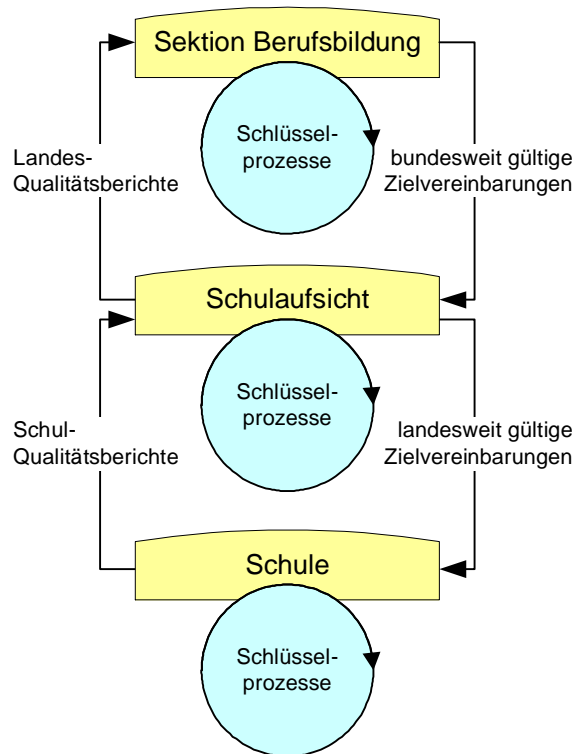 Sektion Berufsbildung
Schlüssel-
prozesse
Landes-
Qualitätsberichte
bundesweit gültige
Zielvereinbarungen
Schulaufsicht
Schlüssel-
prozesse
Schul-
Qualitätsberichte
landesweit gültige
Zielvereinbarungen
Schule
Schlüssel-
prozesse